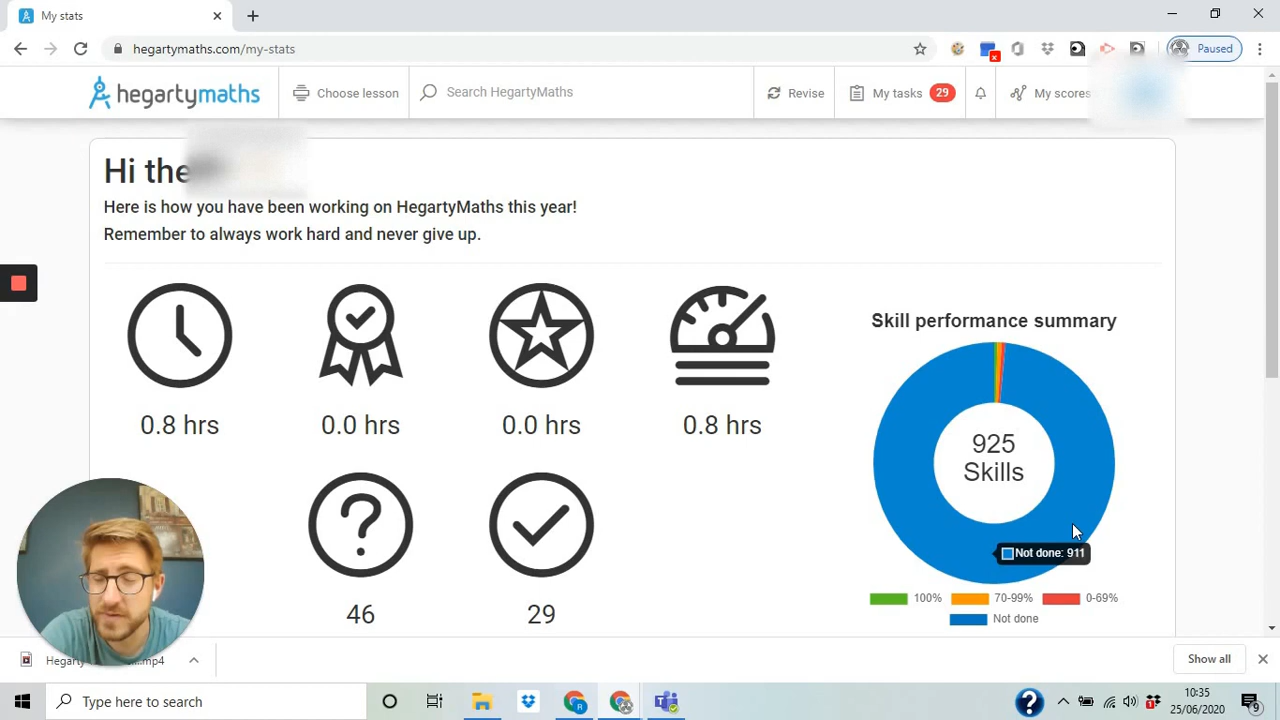 My stats
hegartymaths.com/my-stats
Paused
hegartymaths
Choose lesson
Search HegartyMaths
Revise
My tasks 29
My scores
Hi the
Here is how you have been working on HegartyMaths this year!
Remember to always work hard and never give up.
0.8 hrs
0.0 hrs
0.0 hrs
0.8 hrs
46
29
Skill performance summary
925
Skills
Not done: 911
100%
70-99%
0-69%
Not done
Hegarty
.mp4
Show all
Type here to search
10:35
25/06/2020